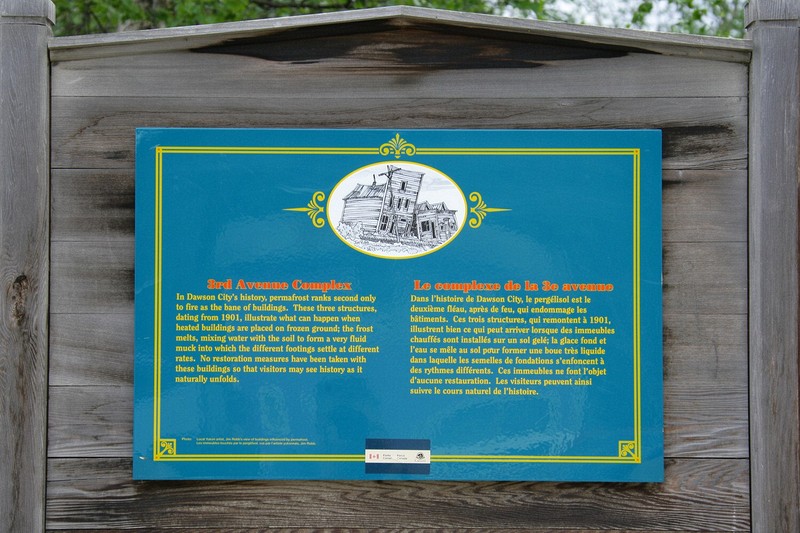 3rd Avenue Complex
In Dawson City's history, permafrost ranks second only
to fire as the bane of buildings. These three structures,
dating from 1901, illustrate what can happen when
heated buildings are placed on frozen ground; the frost
melts, mixing water with the soil to form a very fluid
muck into which the different footings settle at different
rates. No restoration measures have been taken with
these buildings so that visitors may see history as it
naturally unfolds.
Le complexe de la 3e avenue
Dans l'histoire de Dawson City, le pergélisol est le
deuxième fléau, après de feu, qui endommage les
bâtiments. Ces trois structures, qui remontent à 1901,
illustrent bien ce qui peut arriver lorsque des immeubles
chauffés sont installés sur un sol gelé; la glace fond et
l'eau se mêle au sol pour former une boue très liquide
dans laquelle les semelles de fondations s'enfoncent à
des rythmes différents. Ces immeubles ne font l'objet
d'aucune restauration. Les visiteurs peuvent ainsi
suivre le cours naturel de l'histoire.